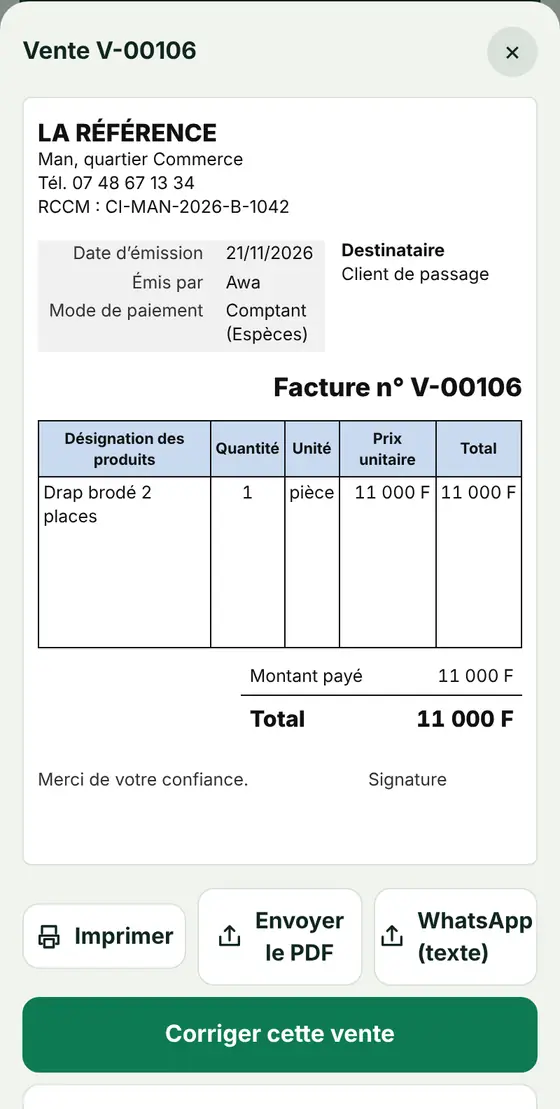 Vente V-00106
×
LA RÉFÉRENCE
Man, quartier Commerce
Tél. 07 48 67 13 34
RCCM : CI-MAN-2026-B-1042
Date d’émission 21/11/2026
Émis par Awa
Mode de paiement Comptant
(Espèces)
Destinataire
Client de passage
Facture n° V-00106
Désignation des produits Quantité Unité Prix unitaire Total
Drap brodé 2 places 1 pièce 11 000 F 11 000 F
Montant payé 11 000 F
Total 11 000 F
Merci de votre confiance. Signature
Imprimer
Envoyer
le PDF
WhatsApp
(texte)
Corriger cette vente